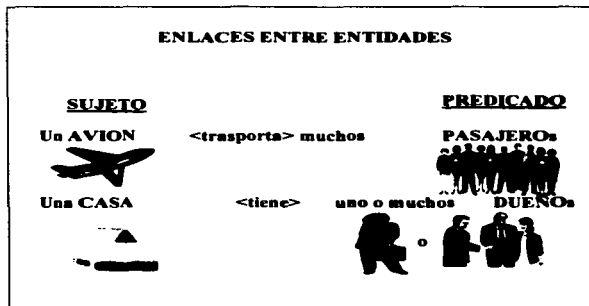 ENLACES ENTRE ENTIDADES
SUJETO PREDICADO
Un AVION <trasporta> muchos PASAJEROs
Una CASA <tiene> uno o muchos DUEÑOs
o